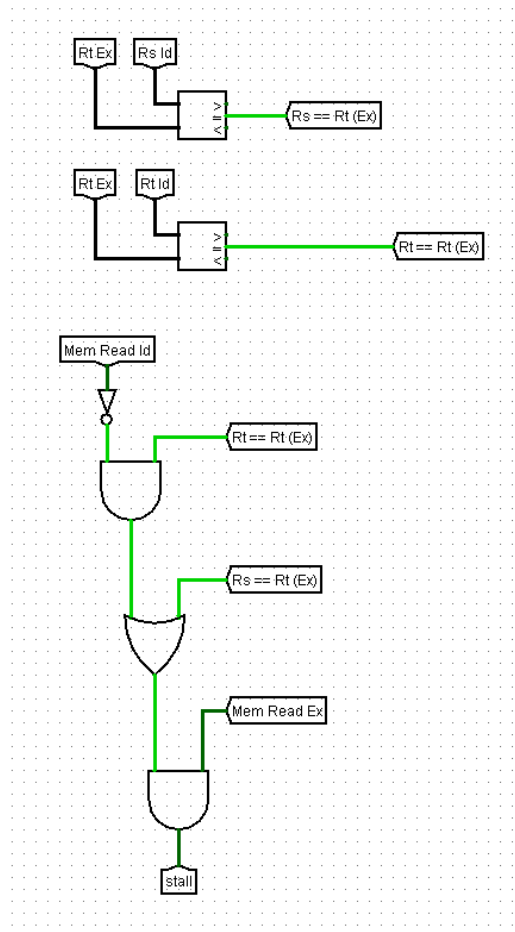 Rt Ex
Rs Id
>
=
<
Rs == Rt (Ex)
Rt Ex
Rt Id
>
=
<
Rt == Rt (Ex)
Mem Read Id
Rt == Rt (Ex)
Rs == Rt (Ex)
Mem Read Ex
stall